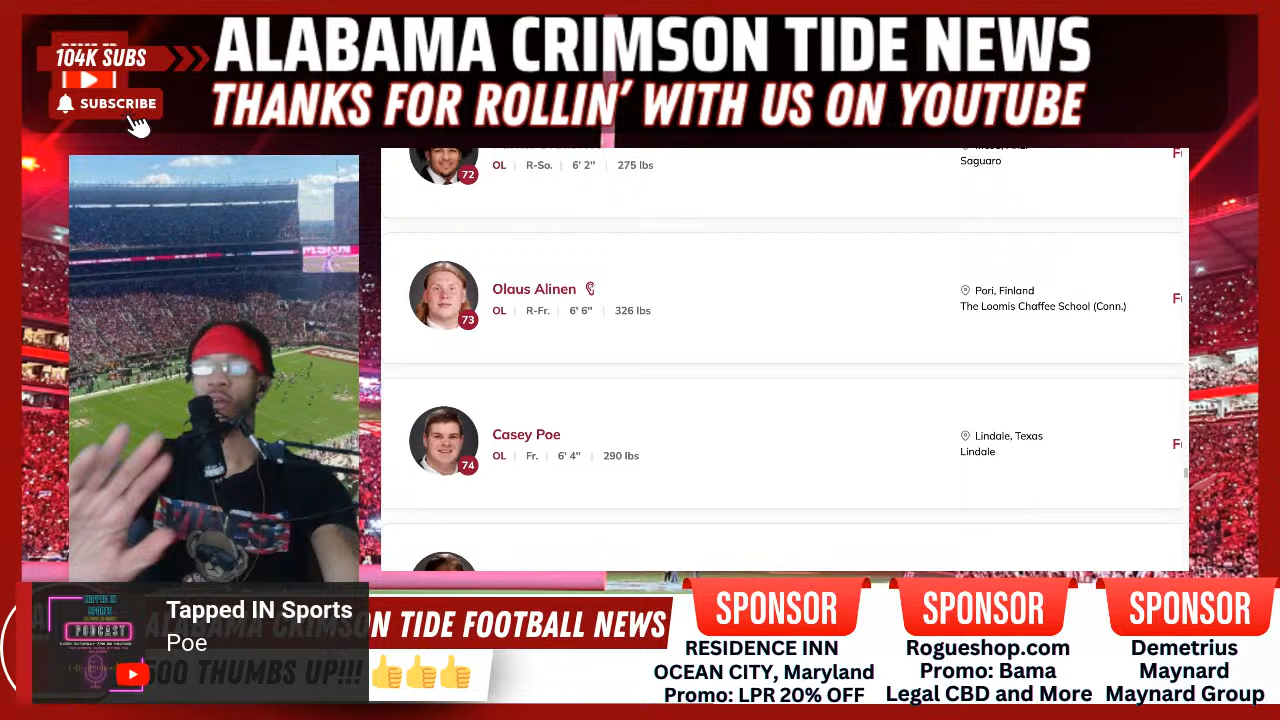 ALABAMA CRIMSON TIDE NEWS
THANKS FOR ROLLIN' WITH US ON YOUTUBE
104K SUBS
SUBSCRIBE
72
OL | R-So. | 6' 2" | 275 lbs
Saguaro
Olaus Alinen
73
OL | R-Fr. | 6' 6" | 326 lbs
Pori, Finland
The Loomis Chaffee School (Conn.)
Casey Poe
74
OL | Fr. | 6' 4" | 290 lbs
Lindale, Texas
Lindale
TAPPED IN
SPORTS
PODCAST
Tapped IN Sports
Poe
N TIDE FOOTBALL NEWS
500 THUMBS UP!!!
SPONSOR
RESIDENCE INN
OCEAN CITY, Maryland
Promo: LPR 20% OFF
SPONSOR
Rogueshop.com
Promo: Bama
Legal CBD and More
SPONSOR
Demetrius
Maynard
Maynard Group